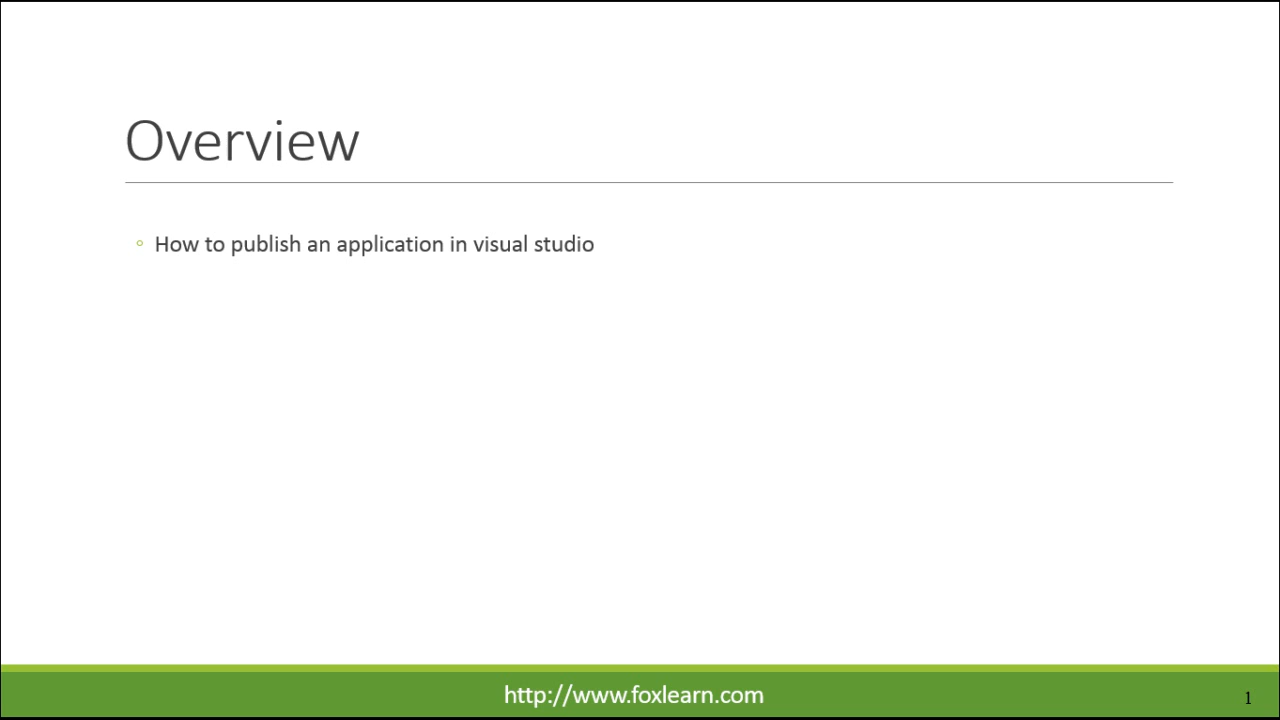 Overview
◦ How to publish an application in visual studio
http://www.foxlearn.com
1